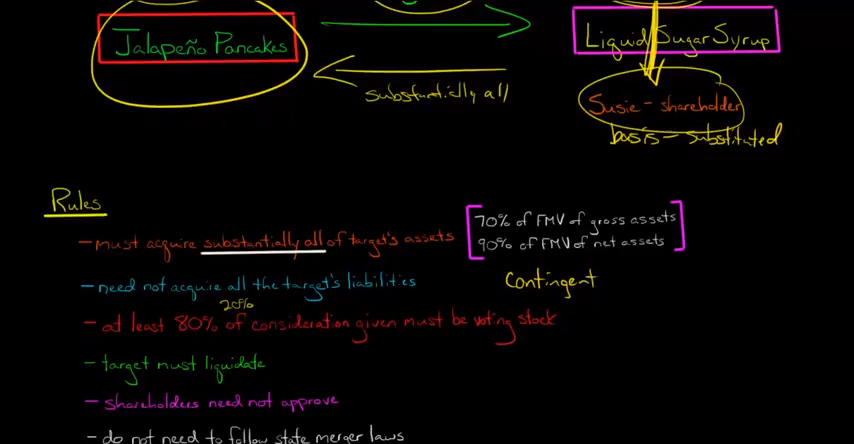 Jalapeño Pancakes
Liquid Sugar Syrup
substantially all
Susie - shareholder
basis - substituted
Rules
- must acquire substantially all of target's assets
70% of FMV of gross assets
90% of FMV of net assets
- need not acquire all the target's liabilities
Contingent
20%
- at least 80% of consideration given must be voting stock
- target must liquidate
- shareholders need not approve
- do not need to follow state merger laws